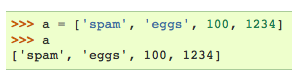 >>> a = ['spam', 'eggs', 100, 1234]
>>> a
['spam', 'eggs', 100, 1234]